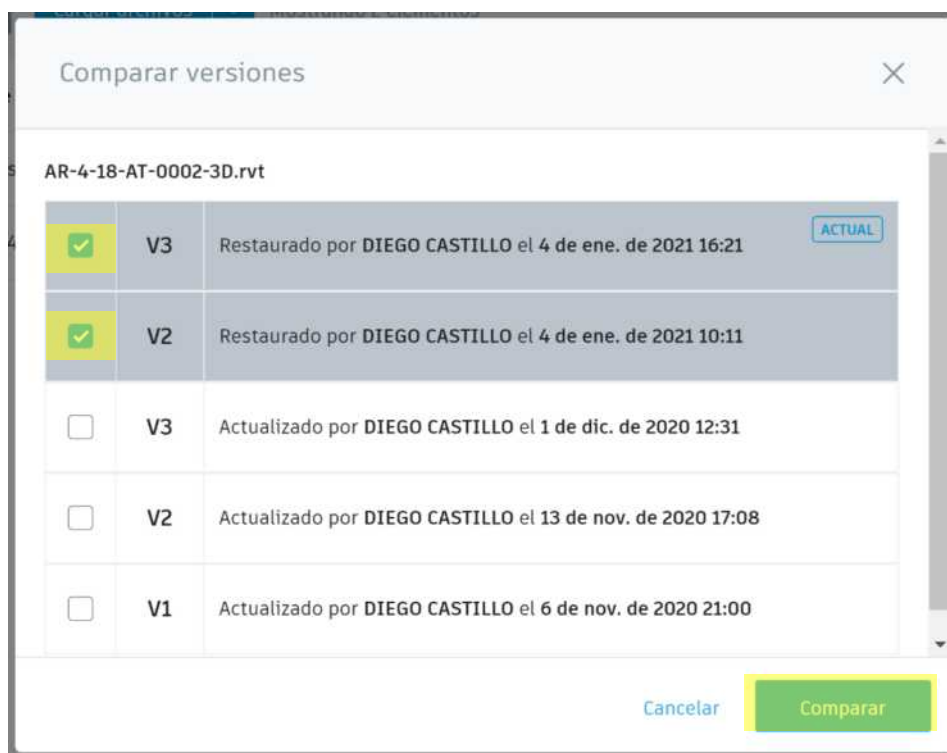 Comparar versiones
AR-4-18-AT-0002-3D.rvt
V3 Restaurado por DIEGO CASTILLO el 4 de ene. de 2021 16:21 ACTUAL
V2 Restaurado por DIEGO CASTILLO el 4 de ene. de 2021 10:11
V3 Actualizado por DIEGO CASTILLO el 1 de dic. de 2020 12:31
V2 Actualizado por DIEGO CASTILLO el 13 de nov. de 2020 17:08
V1 Actualizado por DIEGO CASTILLO el 6 de nov. de 2020 21:00
Cancelar Comparar